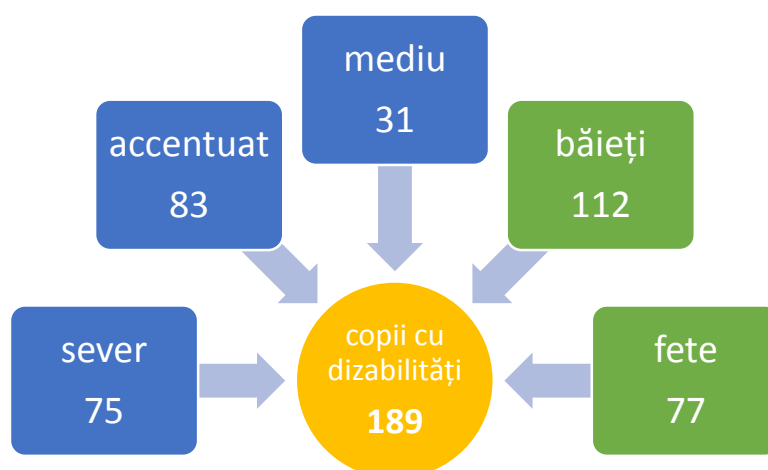 mediu
31
accentuat
83
băieți
112
sever
75
copii cu
dizabilități
189
fete
77